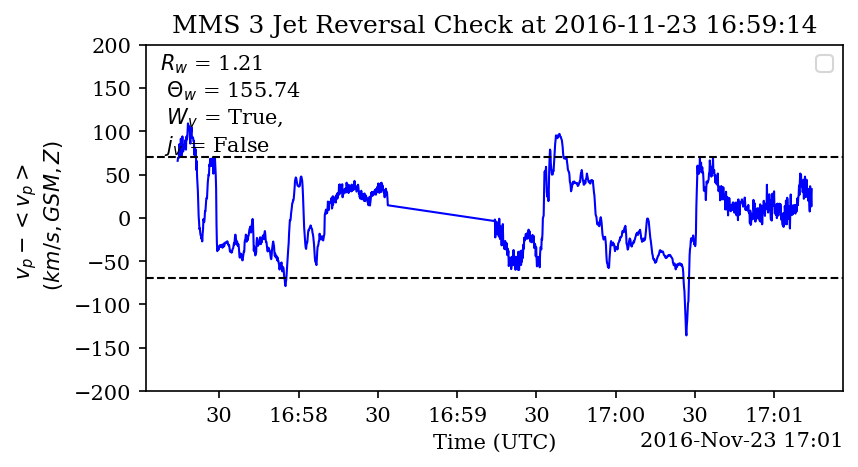 MMS 3 Jet Reversal Check at 2016-11-23 16:59:14
R_w = 1.21
Θ_w = 155.74
W_v = True,
j_v = False
v_p − < v_p >
(km/s, GSM, Z)
200
150
100
50
0
−50
−100
−150
−200
30 16:58 30 16:59 30 17:00 30 17:01
Time (UTC) 2016-Nov-23 17:01